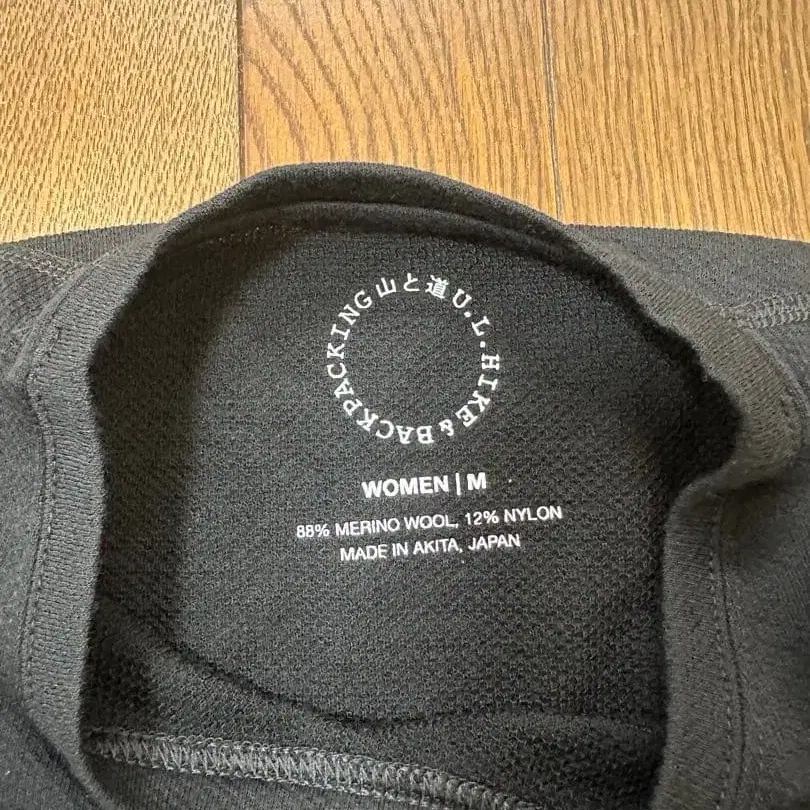 山と道 U.L. HIKE & BACKPACKING
WOMEN | M
88% MERINO WOOL, 12% NYLON
MADE IN AKITA, JAPAN